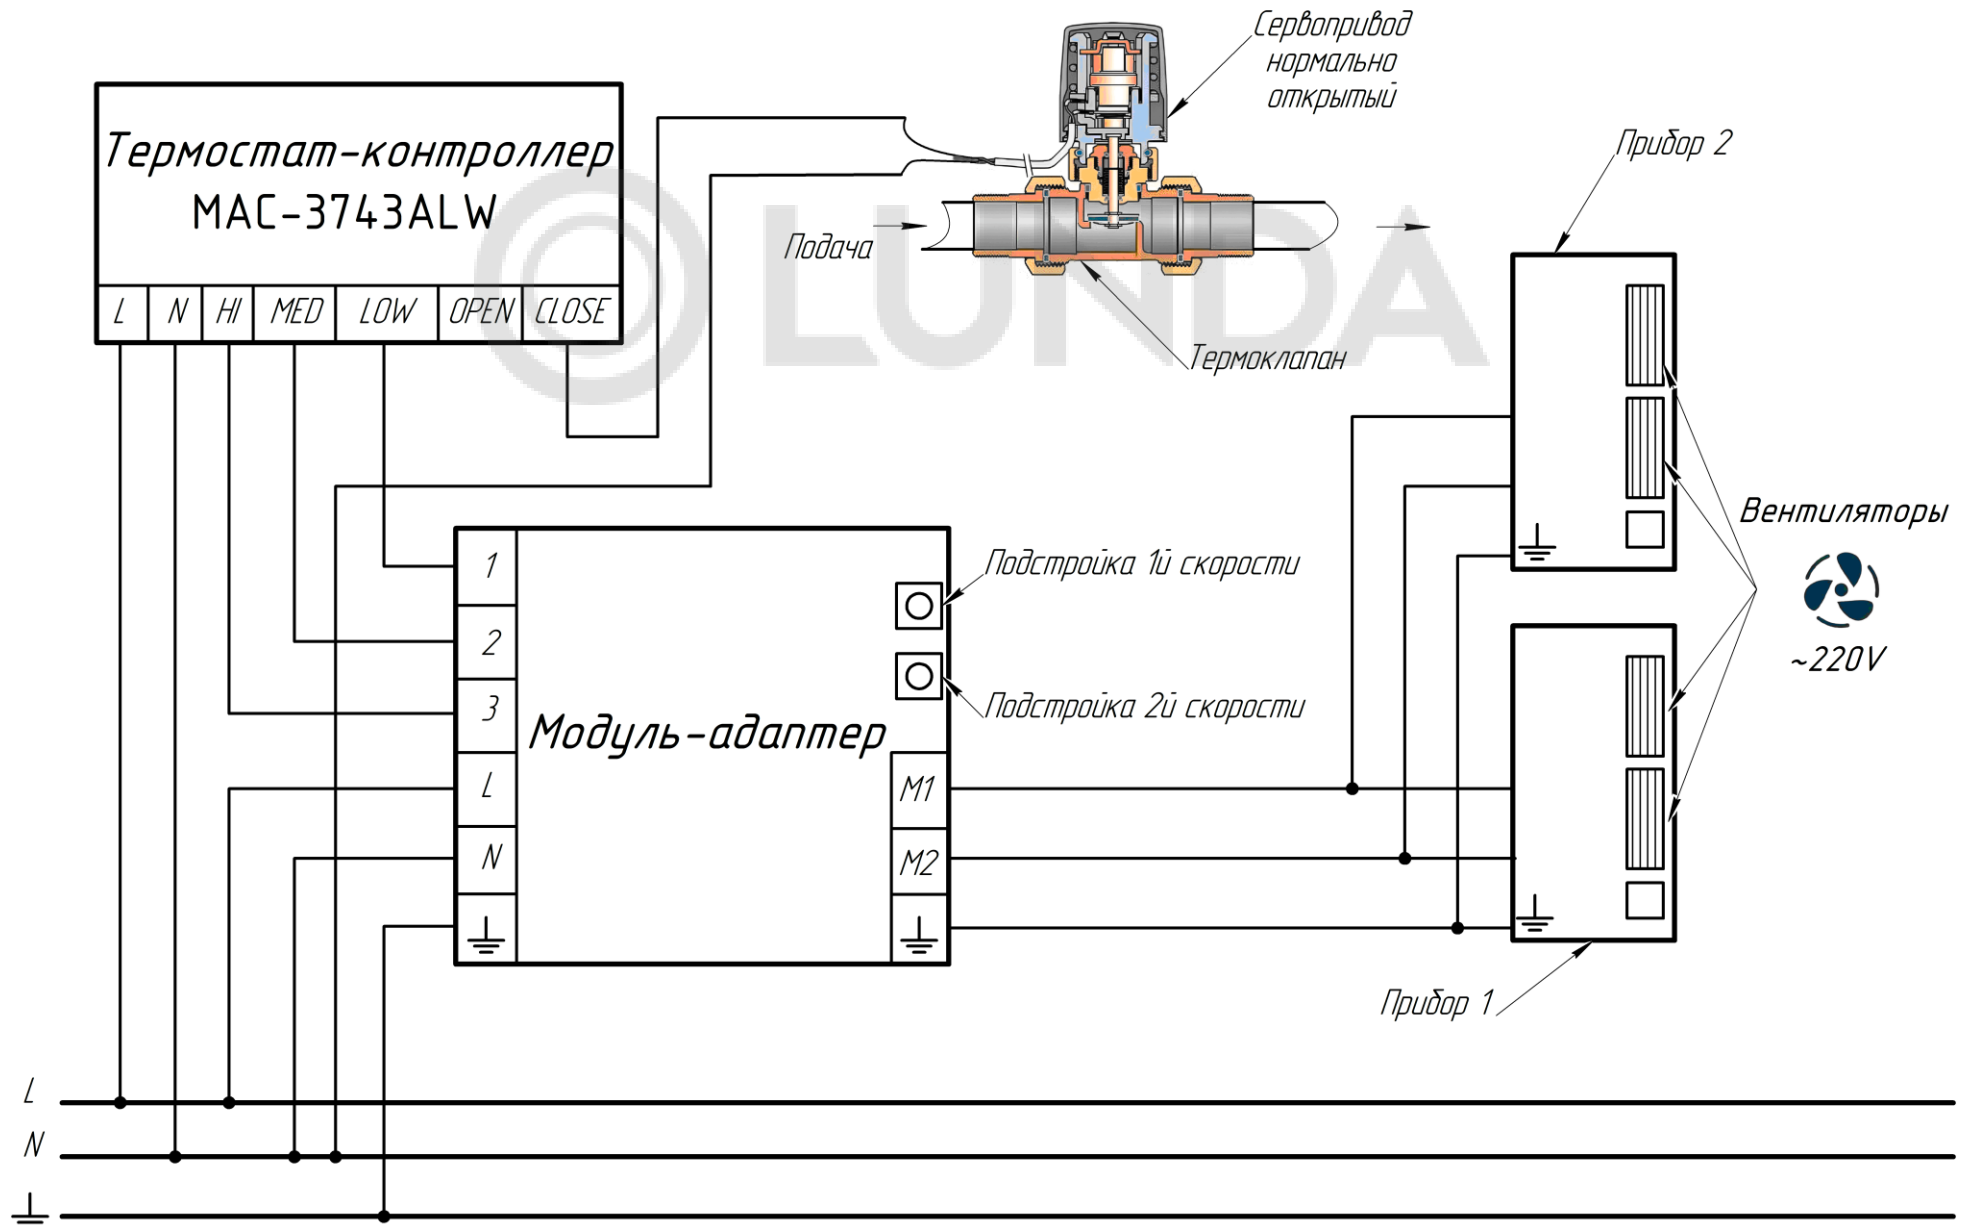 Сервопривод
нормально
открытый
Термостат-контроллер
MAC-3743ALW
L N HI MED LOW OPEN CLOSE
Подача
Термоклапан
LUNDA
Прибор 2
Вентиляторы
~220V
1
2
3
L
N
Модуль-адаптер
Подстройка 1й скорости
Подстройка 2й скорости
M1
M2
Прибор 1
L
N